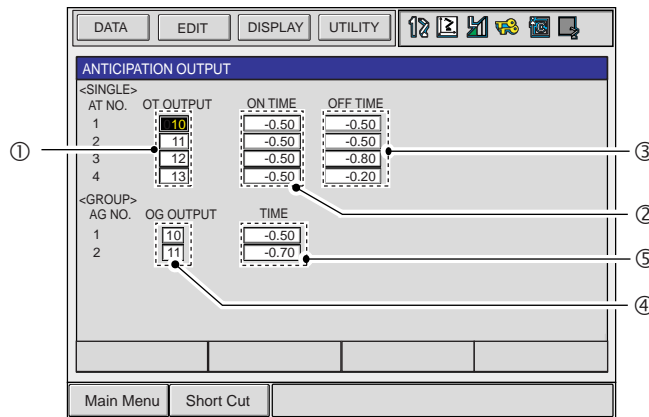 DATA EDIT DISPLAY UTILITY
ANTICIPATION OUTPUT
<SINGLE>
AT NO. OT OUTPUT ON TIME OFF TIME
1 10 -0.50 -0.50
2 11 -0.50 -0.50
3 12 -0.50 -0.80
4 13 -0.50 -0.20
<GROUP>
AG NO. OG OUTPUT TIME
1 10 -0.50
2 11 -0.70
Main Menu Short Cut
①
③
②
⑤
④